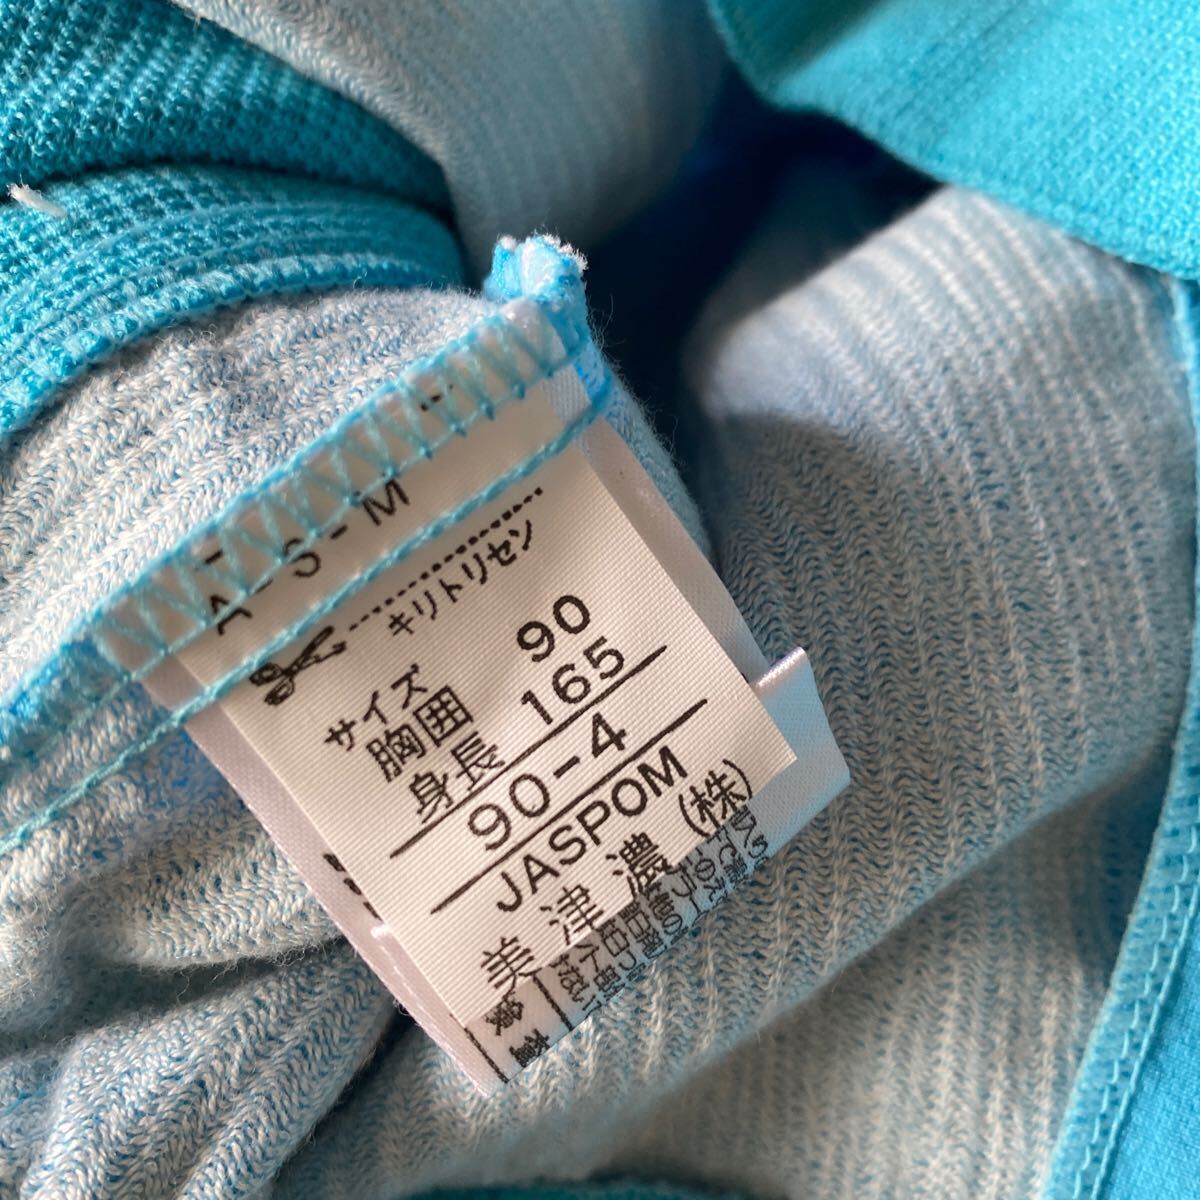 A-S-M
キリトリセン
サイズ
胸囲 90
身長 165
90-4
JASPOM
美津濃(株)